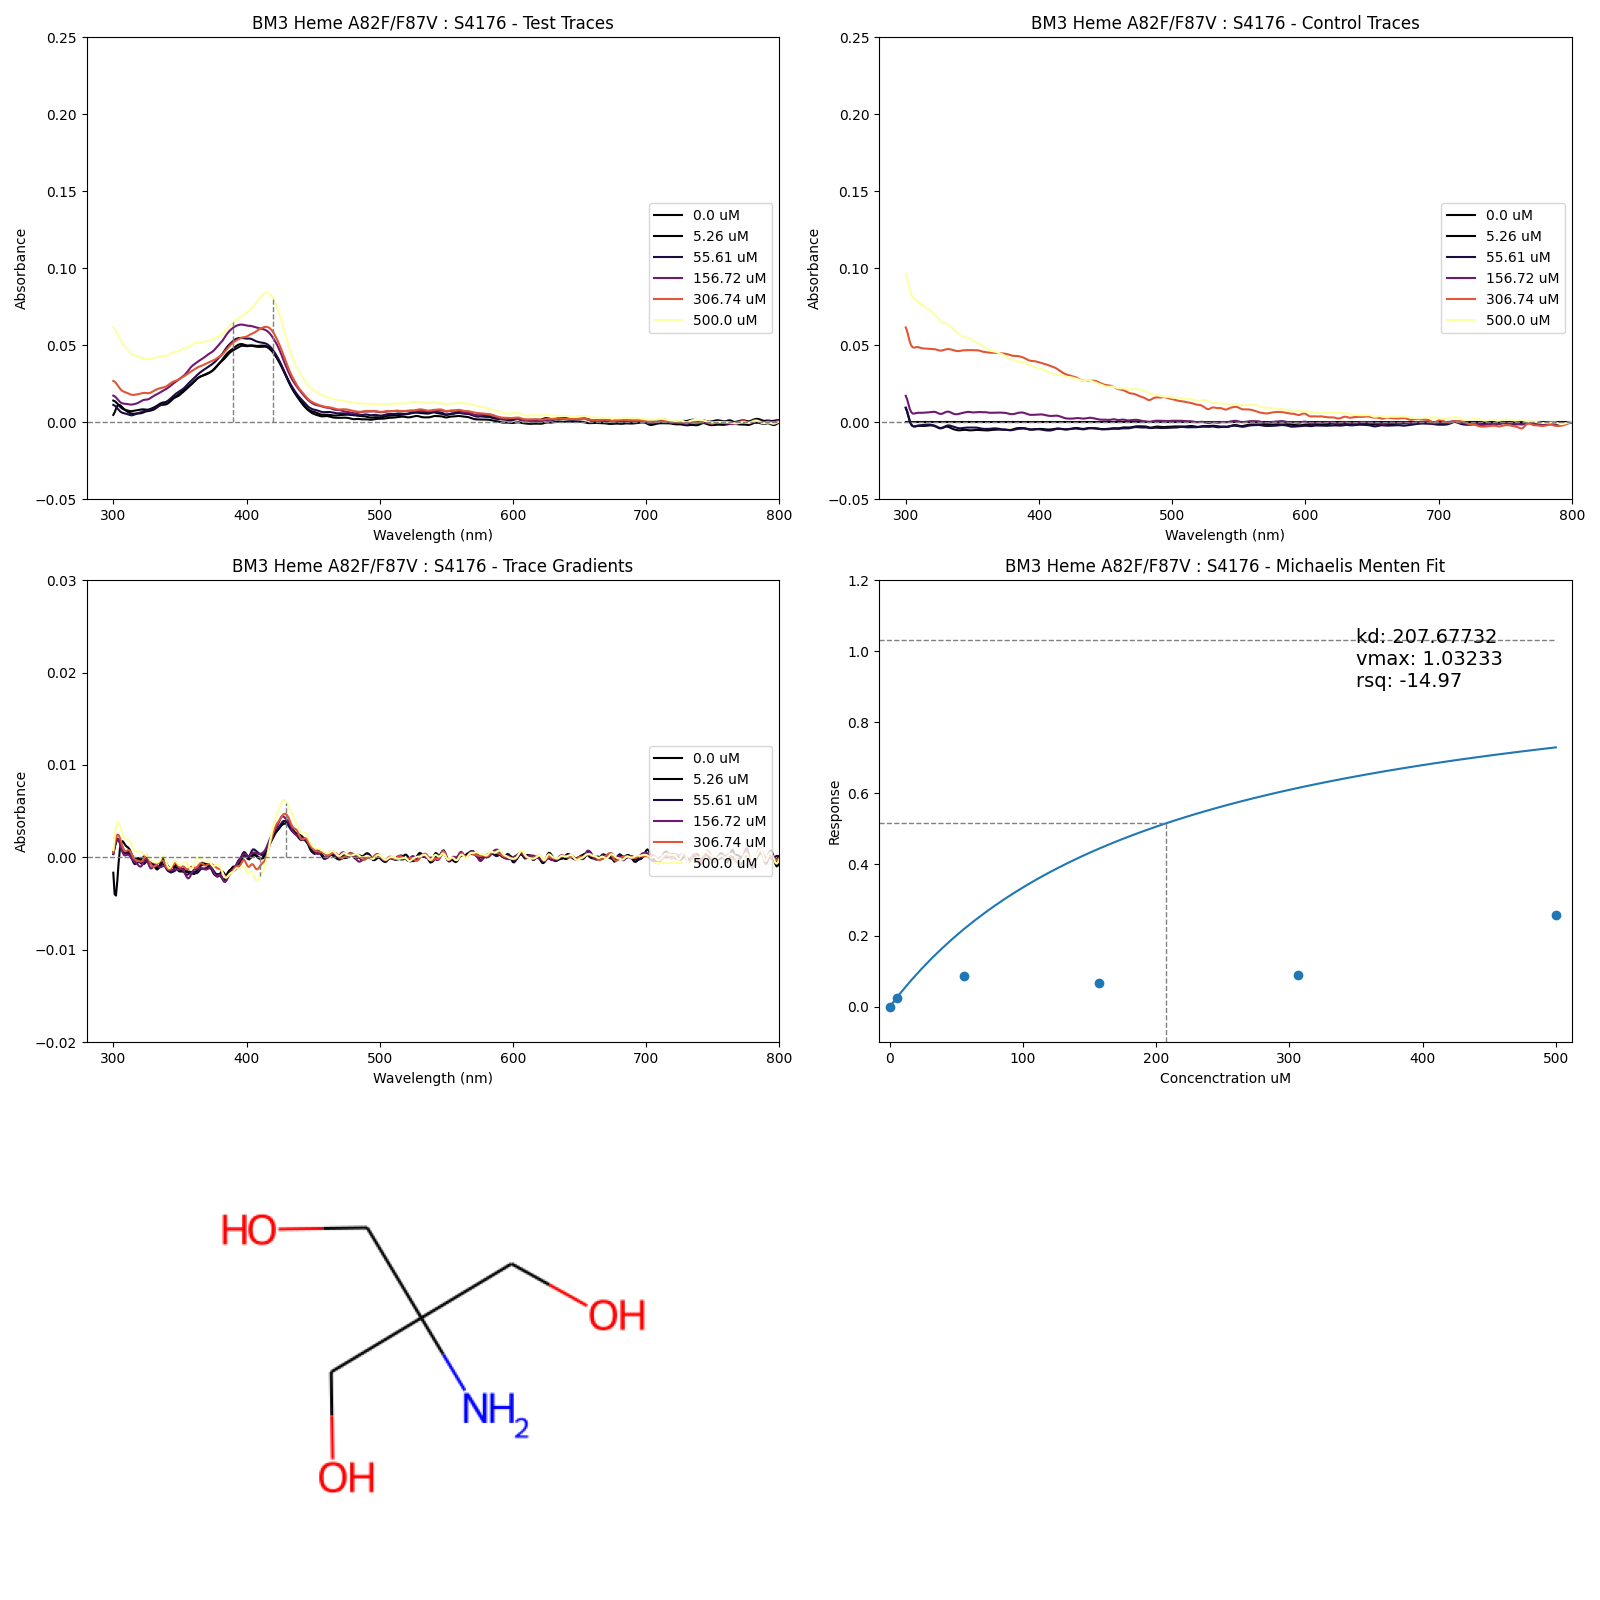 BM3 Heme A82F/F87V : S4176 - Test Traces
0.25
0.20
0.15
0.10
0.05
0.00
−0.05
Absorbance
300 400 500 600 700 800
Wavelength (nm)
0.0 uM
5.26 uM
55.61 uM
156.72 uM
306.74 uM
500.0 uM
BM3 Heme A82F/F87V : S4176 - Control Traces
0.25
0.20
0.15
0.10
0.05
0.00
−0.05
Absorbance
300 400 500 600 700 800
Wavelength (nm)
0.0 uM
5.26 uM
55.61 uM
156.72 uM
306.74 uM
500.0 uM
BM3 Heme A82F/F87V : S4176 - Trace Gradients
0.03
0.02
0.01
0.00
−0.01
−0.02
Absorbance
300 400 500 600 700 800
Wavelength (nm)
0.0 uM
5.26 uM
55.61 uM
156.72 uM
306.74 uM
500.0 uM
BM3 Heme A82F/F87V : S4176 - Michaelis Menten Fit
1.2
1.0
0.8
0.6
0.4
0.2
0.0
Response
0 100 200 300 400 500
Concenctration uM
kd: 207.67732
vmax: 1.03233
rsq: -14.97
HO
OH
NH2
OH